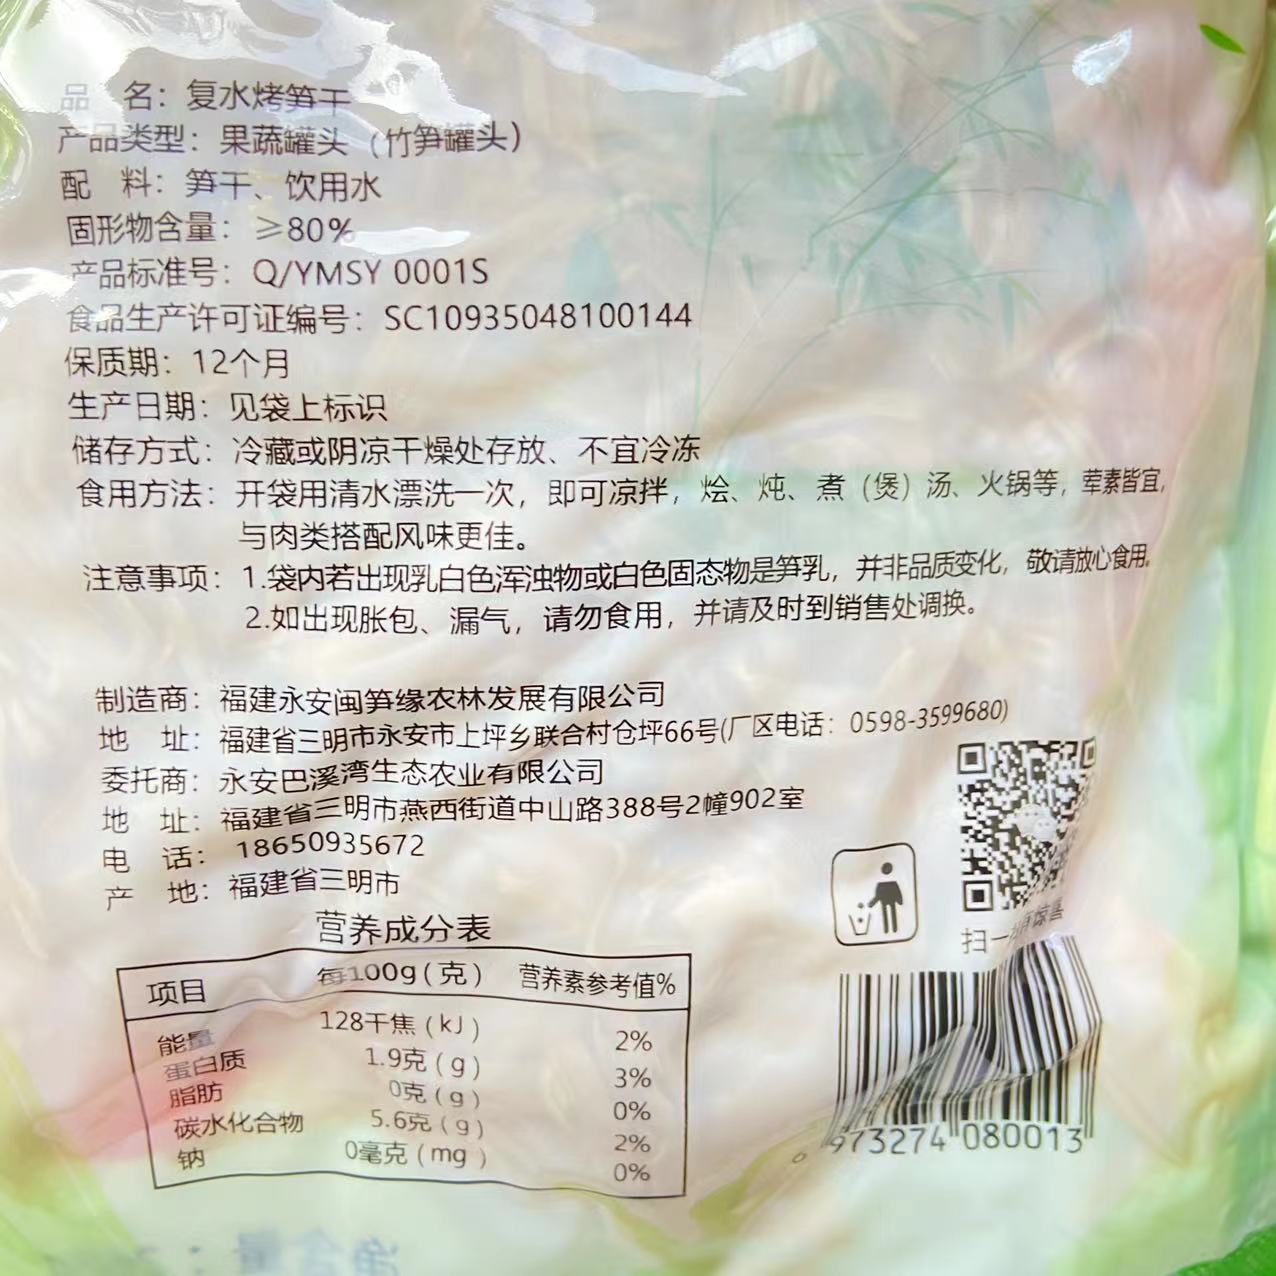 品　名：复水烤笋干
产品类型：果蔬罐头（竹笋罐头）
配　料：笋干、饮用水
固形物含量：≥80%
产品标准号：Q/YMSY 0001S
食品生产许可证编号：SC10935048100144
保质期：12个月
生产日期：见袋上标识
储存方式：冷藏或阴凉干燥处存放、不宜冷冻
食用方法：开袋用清水漂洗一次，即可凉拌，烩、炖、煮（煲）汤、火锅等，荤素皆宜，
与肉类搭配风味更佳。
注意事项：1.袋内若出现乳白色浑浊物或白色固态物是笋乳，并非品质变化，敬请放心食用。
2.如出现胀包、漏气，请勿食用，并请及时到销售处调换。
制造商：福建永安闽笋缘农林发展有限公司
地　址：福建省三明市永安市上坪乡联合村仓坪66号(厂区电话：0598-3599680)
委托商：永安巴溪湾生态农业有限公司
地　址：福建省三明市燕西街道中山路388号2幢902室
电　话：18650935672
产　地：福建省三明市
扫一扫有惊喜
营养成分表
项目 每100g(克) 营养素参考值%
能量 128千焦(kJ) 2%
蛋白质 1.9克(g) 3%
脂肪 0克(g) 0%
碳水化合物 5.6克(g) 2%
钠 0毫克(mg) 0%
6 973274 080013
净含量：